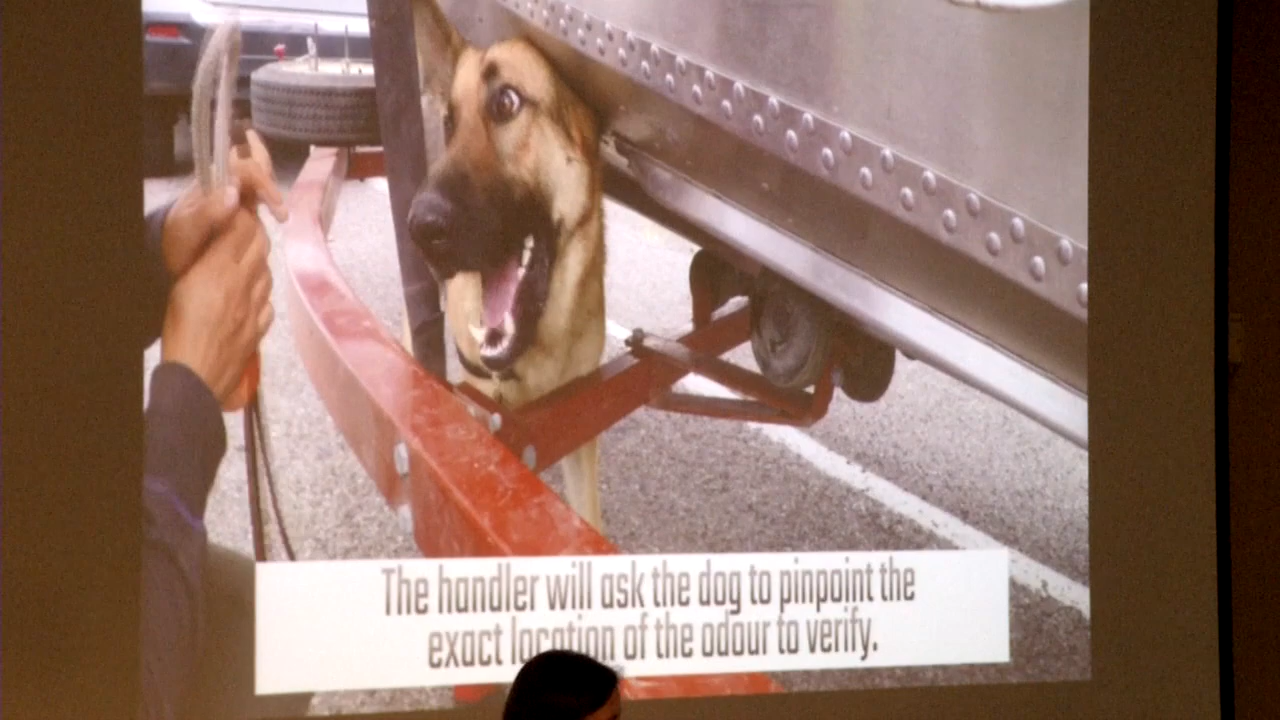 The handler will ask the dog to pinpoint the
exact location of the odour to verify.